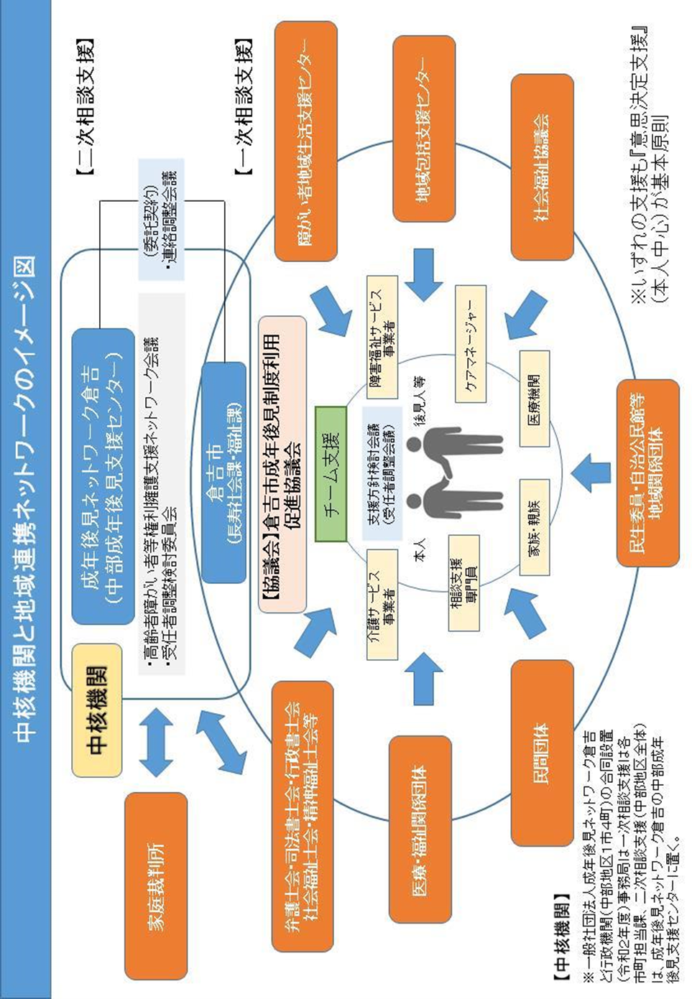 中核機関と地域連携ネットワークのイメージ図
中核機関
成年後見ネットワーク倉吉
(中部成年後見支援センター)
【二次相談支援】
・高齢者障がい者等権利擁護支援ネットワーク会議
・受任者調整検討委員会
(委託契約)
・連絡調整会議
倉吉市
(長寿社会課・福祉課)
【一次相談支援】
家庭裁判所
【協議会】倉吉市成年後見制度利用
促進協議会
弁護士会・司法書士会・行政書士会
社会福祉士会・精神福祉士会等
障がい者地域生活支援センター
チーム支援
介護サービス
事業者
支援方針検討会議
(受任者調整会議)
障害福祉サービス
事業者
本人
後見人等
医療・福祉関係団体
地域包括支援センター
相談支援
専門員
ケアマネージャー
家族・親族
医療機関
民間団体
社会福祉協議会
民生委員・自治公民館等
地域関係団体
【中核機関】
※一般社団法人成年後見ネットワーク倉吉
と行政機関(中部地区1市4町)の合同設置
(令和2年度)事務局は一次相談支援は各
市町担当課、二次相談支援(中部地区全体)
は、成年後見ネットワーク倉吉の中部成年
後見支援センターに置く。
※いずれの支援も『意思決定支援』
(本人中心)が基本原則